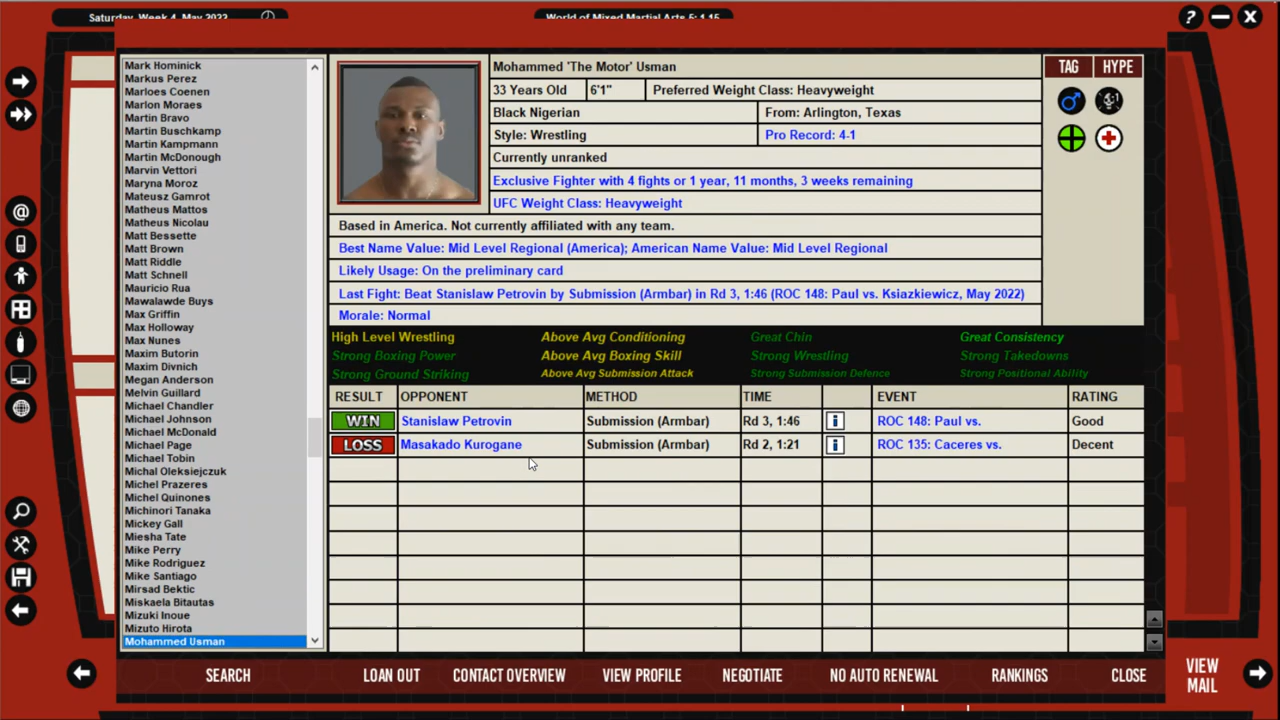 Saturday, Week 4, May 2022
World of Mixed Martial Arts 5: 1.15
?
X
Mark Hominick
Markus Perez
Marloes Coenen
Marlon Moraes
Martin Bravo
Martin Buschkamp
Martin Kampmann
Martin McDonough
Marvin Vettori
Maryna Moroz
Mateusz Gamrot
Matheus Mattos
Matheus Nicolau
Matt Bessette
Matt Brown
Matt Riddle
Matt Schnell
Mauricio Rua
Mawalawde Buys
Max Griffin
Max Holloway
Max Nunes
Maxim Butorin
Maxim Divnich
Megan Anderson
Melvin Guillard
Michael Chandler
Michael Johnson
Michael McDonald
Michael Page
Michael Tobin
Michal Oleksiejczuk
Michel Prazeres
Michel Quinones
Michinori Tanaka
Mickey Gall
Miesha Tate
Mike Perry
Mike Rodriguez
Mike Santiago
Mirsad Bektic
Miskaela Bitautas
Mizuki Inoue
Mizuto Hirota
Mohammed Usman
Mohammed 'The Motor' Usman
33 Years Old 6'1" Preferred Weight Class: Heavyweight
Black Nigerian From: Arlington, Texas
Style: Wrestling Pro Record: 4-1
Currently unranked
Exclusive Fighter with 4 fights or 1 year, 11 months, 3 weeks remaining
UFC Weight Class: Heavyweight
TAG HYPE
Based in America. Not currently affiliated with any team.
Best Name Value: Mid Level Regional (America); American Name Value: Mid Level Regional
Likely Usage: On the preliminary card
Last Fight: Beat Stanislaw Petrovin by Submission (Armbar) in Rd 3, 1:46 (ROC 148: Paul vs. Ksiazkiewicz, May 2022)
Morale: Normal
High Level Wrestling Above Avg Conditioning Great Chin Great Consistency
Strong Boxing Power Above Avg Boxing Skill Strong Wrestling Strong Takedowns
Strong Ground Striking Above Avg Submission Attack Strong Submission Defence Strong Positional Ability
RESULT OPPONENT METHOD TIME EVENT RATING
WIN Stanislaw Petrovin Submission (Armbar) Rd 3, 1:46 i ROC 148: Paul vs. Good
LOSS Masakado Kurogane Submission (Armbar) Rd 2, 1:21 i ROC 135: Caceres vs. Decent
SEARCH LOAN OUT CONTACT OVERVIEW VIEW PROFILE NEGOTIATE NO AUTO RENEWAL RANKINGS CLOSE
VIEW
MAIL
@